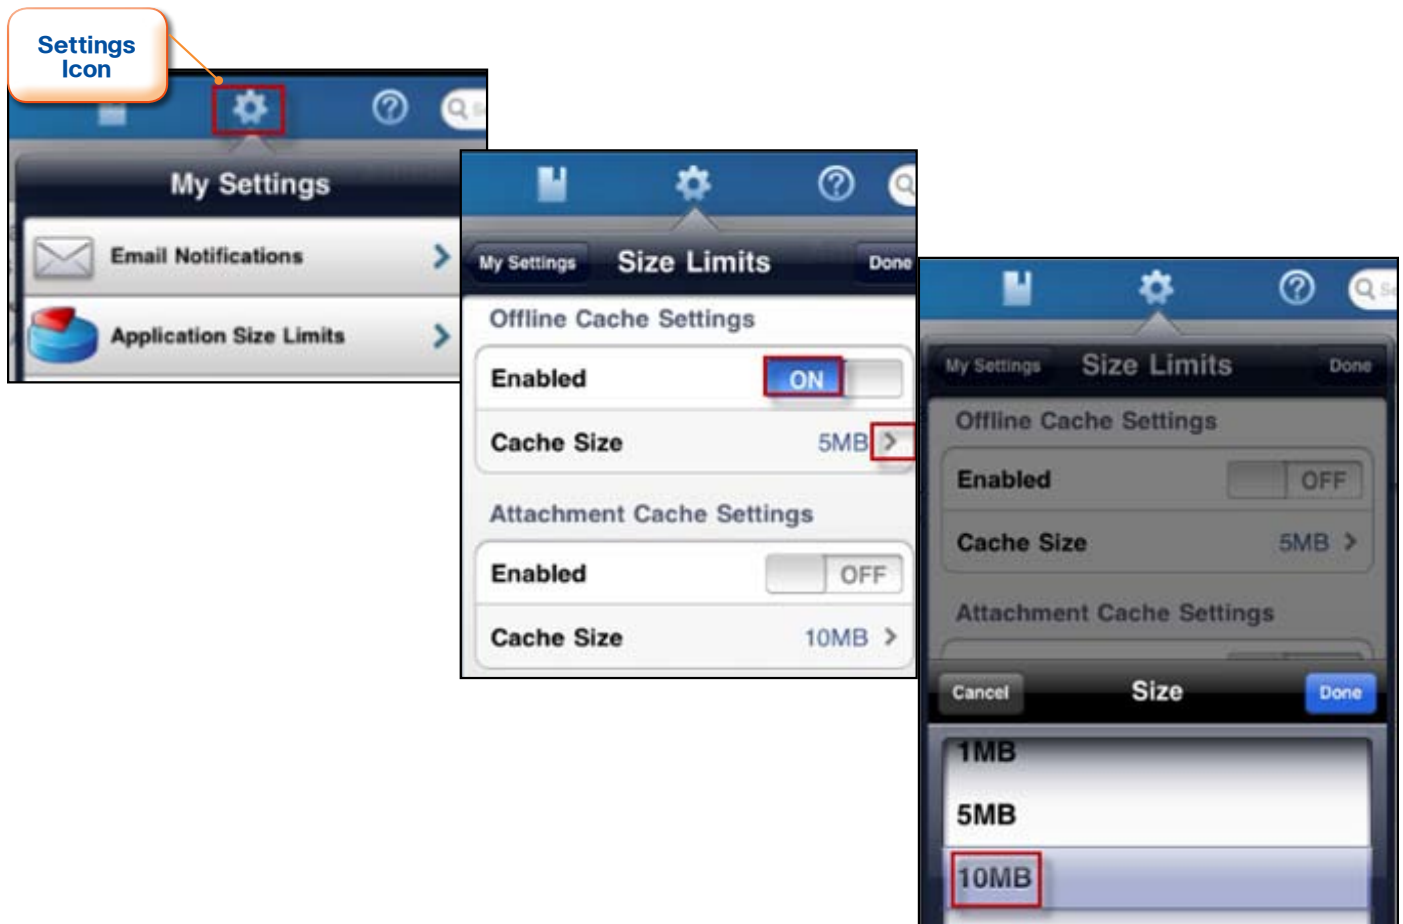 Settings
Icon
My Settings
Email Notifications
Application Size Limits
My Settings
Size Limits
Done
Offline Cache Settings
Enabled
ON
Cache Size
5MB
Attachment Cache Settings
Enabled
OFF
Cache Size
10MB
My Settings
Size Limits
Done
Offline Cache Settings
Enabled
OFF
Cache Size
5MB
Attachment Cache Settings
Cancel
Size
Done
1MB
5MB
10MB